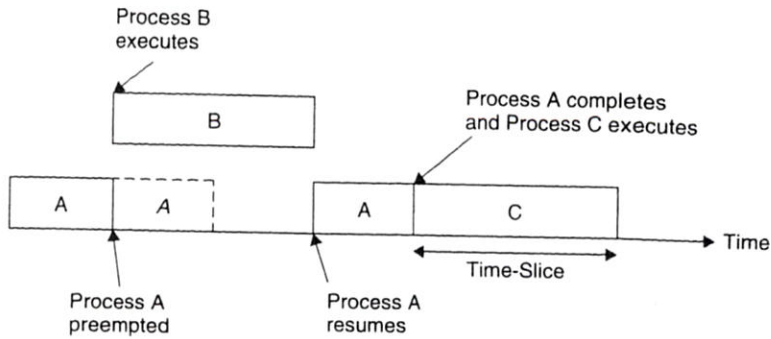 Process B
executes
B
Process A completes
and Process C executes
A
A
A
C
Time
Time-Slice
Process A
preempted
Process A
resumes